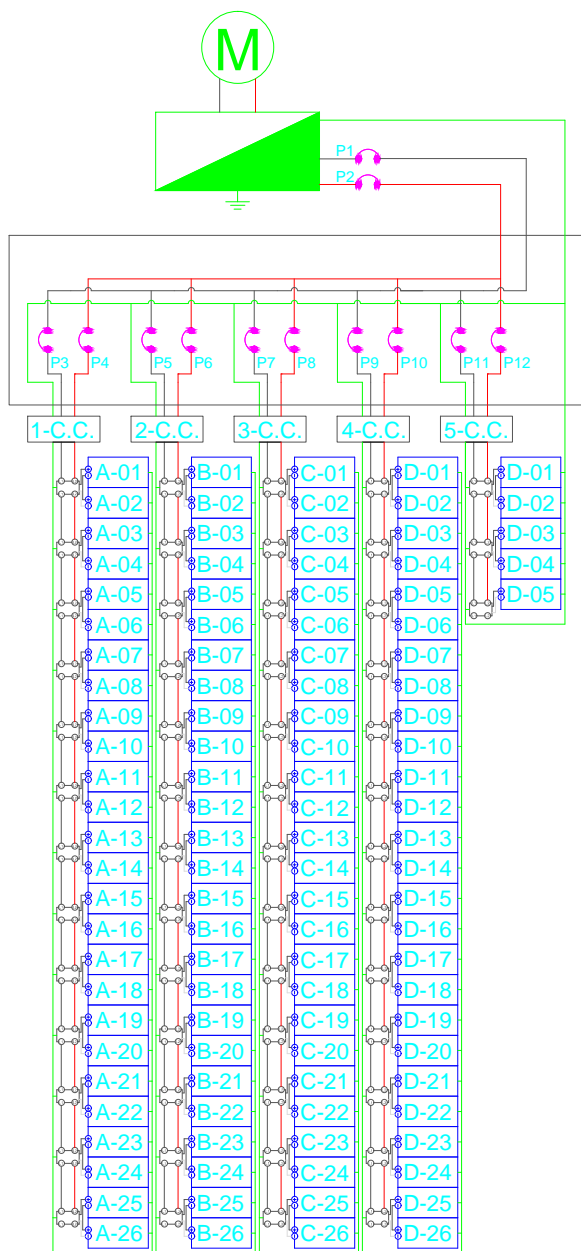 M
P1
P2
P3 P4 P5 P6 P7 P8 P9 P10 P11 P12
1-C.C. 2-C.C. 3-C.C. 4-C.C. 5-C.C.
A-01 B-01 C-01 D-01 D-01
A-02 B-02 C-02 D-02 D-02
A-03 B-03 C-03 D-03 D-03
A-04 B-04 C-04 D-04 D-04
A-05 B-05 C-05 D-05 D-05
A-06 B-06 C-06 D-06
A-07 B-07 C-07 D-07
A-08 B-08 C-08 D-08
A-09 B-09 C-09 D-09
A-10 B-10 C-10 D-10
A-11 B-11 C-11 D-11
A-12 B-12 C-12 D-12
A-13 B-13 C-13 D-13
A-14 B-14 C-14 D-14
A-15 B-15 C-15 D-15
A-16 B-16 C-16 D-16
A-17 B-17 C-17 D-17
A-18 B-18 C-18 D-18
A-19 B-19 C-19 D-19
A-20 B-20 C-20 D-20
A-21 B-21 C-21 D-21
A-22 B-22 C-22 D-22
A-23 B-23 C-23 D-23
A-24 B-24 C-24 D-24
A-25 B-25 C-25 D-25
A-26 B-26 C-26 D-26